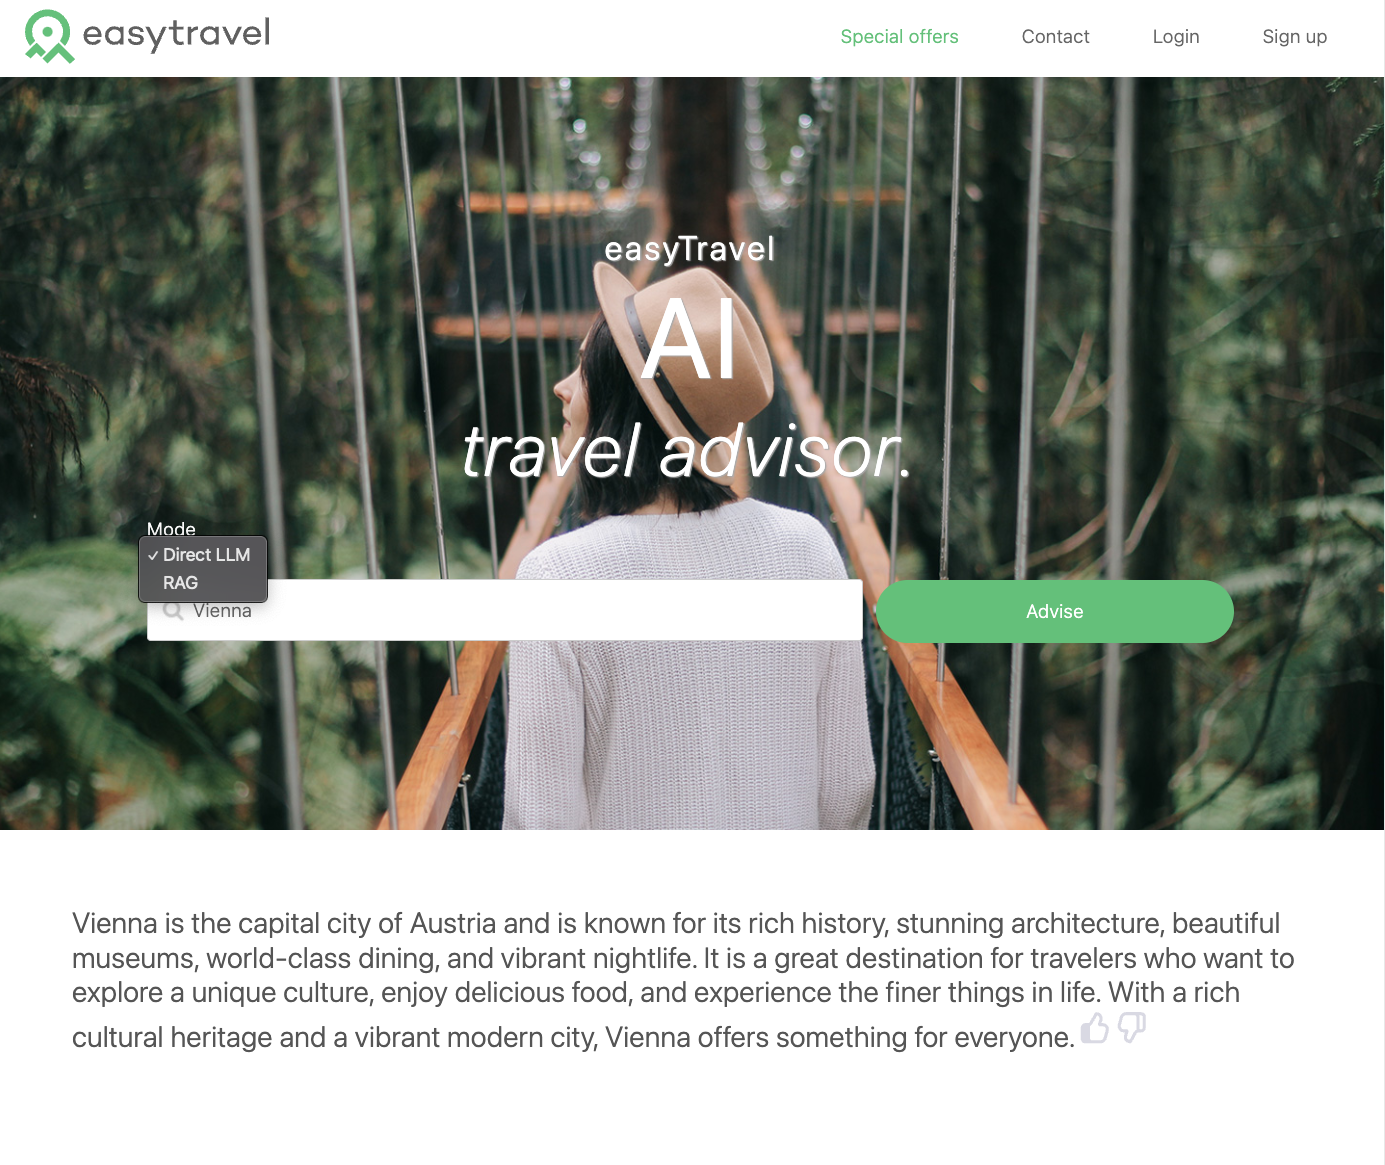 easytravel
Special offers
Contact
Login
Sign up
easyTravel
AI
travel advisor.
Mode
Direct LLM
RAG
Vienna
Advise
Vienna is the capital city of Austria and is known for its rich history, stunning architecture, beautiful
museums, world-class dining, and vibrant nightlife. It is a great destination for travelers who want to
explore a unique culture, enjoy delicious food, and experience the finer things in life. With a rich
cultural heritage and a vibrant modern city, Vienna offers something for everyone.